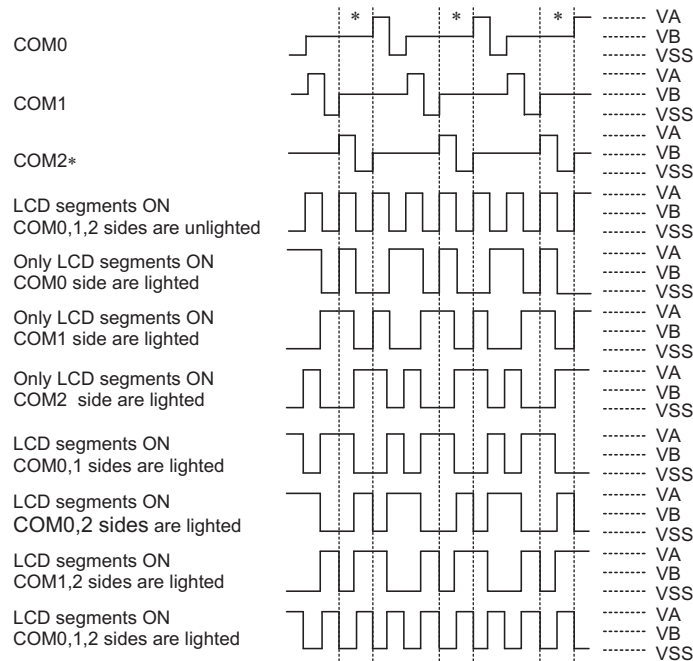 * * *
VA
COM0
VB
VSS
VA
COM1
VB
VSS
VA
COM2*
VB
VSS
LCD segments ON
COM0,1,2 sides are unlighted
VA
VB
VSS
Only LCD segments ON
COM0 side are lighted
VA
VB
VSS
Only LCD segments ON
COM1 side are lighted
VA
VB
VSS
Only LCD segments ON
COM2 side are lighted
VA
VB
VSS
LCD segments ON
COM0,1 sides are lighted
VA
VB
VSS
LCD segments ON
COM0,2 sides are lighted
VA
VB
VSS
LCD segments ON
COM1,2 sides are lighted
VA
VB
VSS
LCD segments ON
COM0,1,2 sides are lighted
VA
VB
VSS